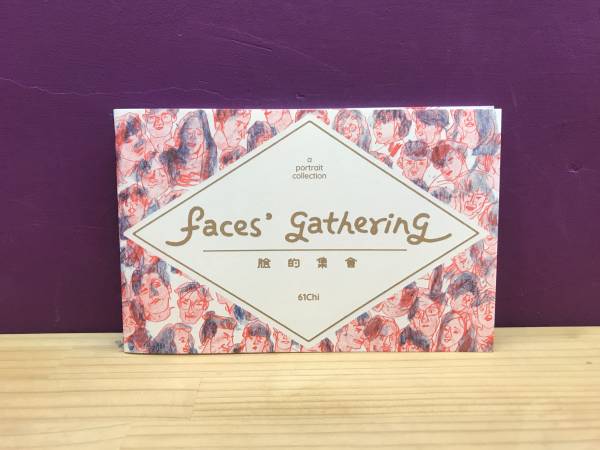 a
portrait
collection
faces' gathering
臉的集會
61Chi